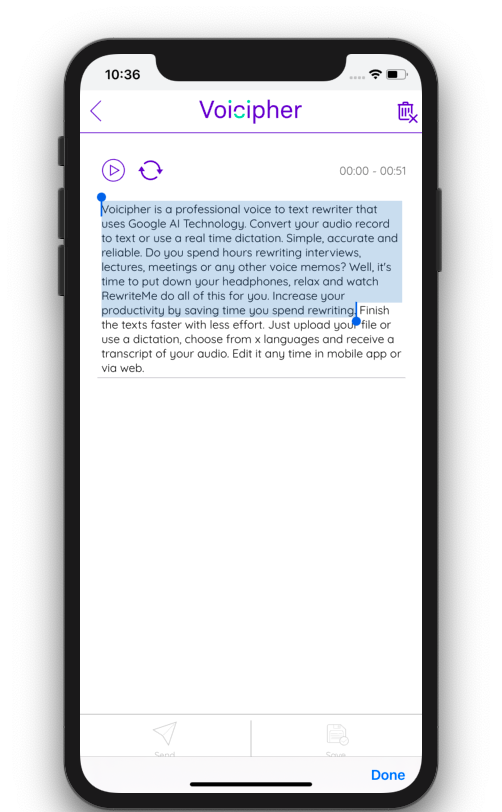 10:36
Voicipher
00:00 - 00:51
Voicipher is a professional voice to text rewriter that
uses Google AI Technology. Convert your audio record
to text or use a real time dictation. Simple, accurate and
reliable. Do you spend hours rewriting interviews,
lectures, meetings or any other voice memos? Well, it's
time to put down your headphones, relax and watch
RewriteMe do all of this for you. Increase your
productivity by saving time you spend rewriting. Finish
the texts faster with less effort. Just upload your file or
use a dictation, choose from x languages and receive a
transcript of your audio. Edit it any time in mobile app or
via web.
Send
Save
Done